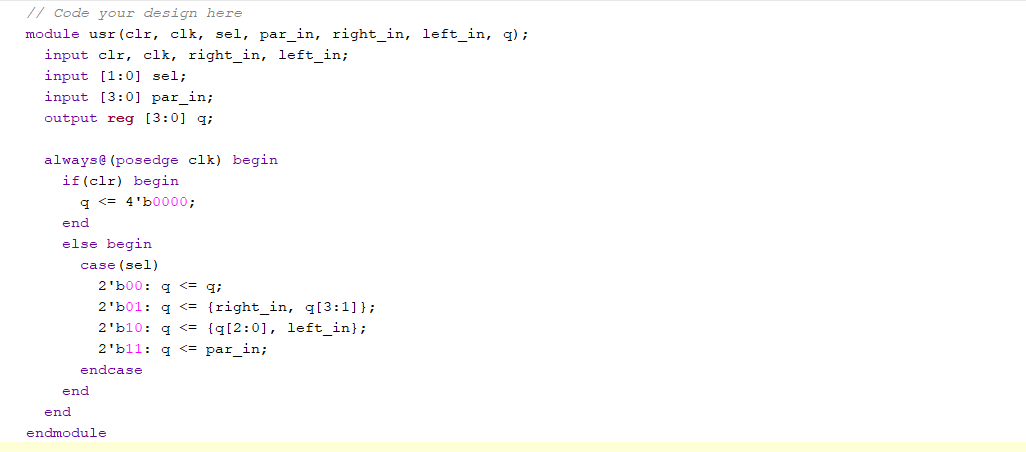 // Code your design here
module usr(clr, clk, sel, par_in, right_in, left_in, q);
  input clr, clk, right_in, left_in;
  input [1:0] sel;
  input [3:0] par_in;
  output reg [3:0] q;

  always@(posedge clk) begin
    if(clr) begin
      q <= 4'b0000;
    end
    else begin
      case(sel)
        2'b00: q <= q;
        2'b01: q <= {right_in, q[3:1]};
        2'b10: q <= {q[2:0], left_in};
        2'b11: q <= par_in;
      endcase
    end
  end
endmodule